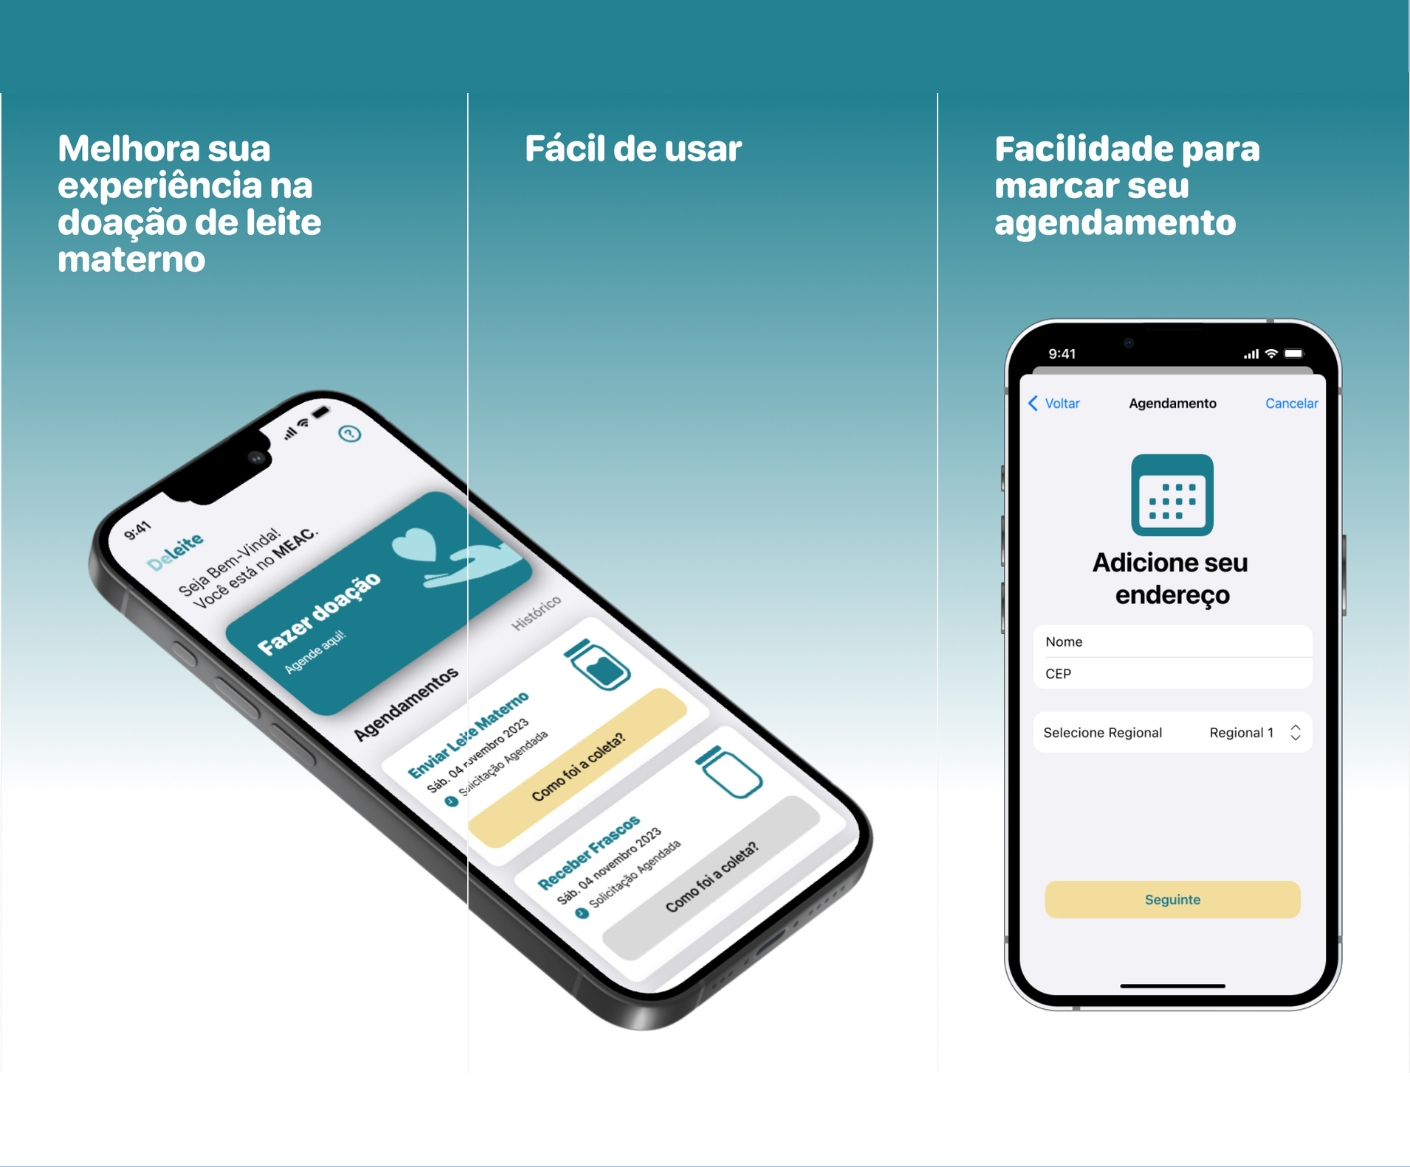 Melhora sua
experiência na
doação de leite
materno
Fácil de usar
Facilidade para
marcar seu
agendamento
9:41
Deleite
Seja Bem-Vinda!
Você está no MEAC.
Fazer doação
Agende aqui!
Agendamentos
Histórico
Enviar Leite Materno
Sáb. 04 novembro 2023
Solicitação Agendada
Como foi a coleta?
Receber Frascos
Sáb. 04 novembro 2023
Solicitação Agendada
Como foi a coleta?
9:41
Voltar
Agendamento
Cancelar
Adicione seu
endereço
Nome
CEP
Selecione Regional
Regional 1
Seguinte